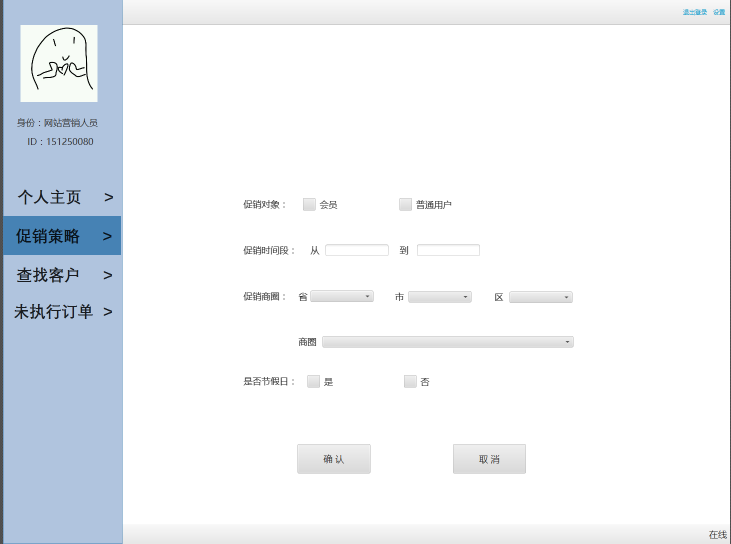 退出登录 设置
身份：网站营销人员
ID：151250080
个人主页 >
促销策略 >
查找客户 >
未执行订单 >
促销对象： 会员 普通用户
促销时间段： 从 到
促销商圈： 省 市 区
商圈
是否节假日： 是 否
确认 取消
在线